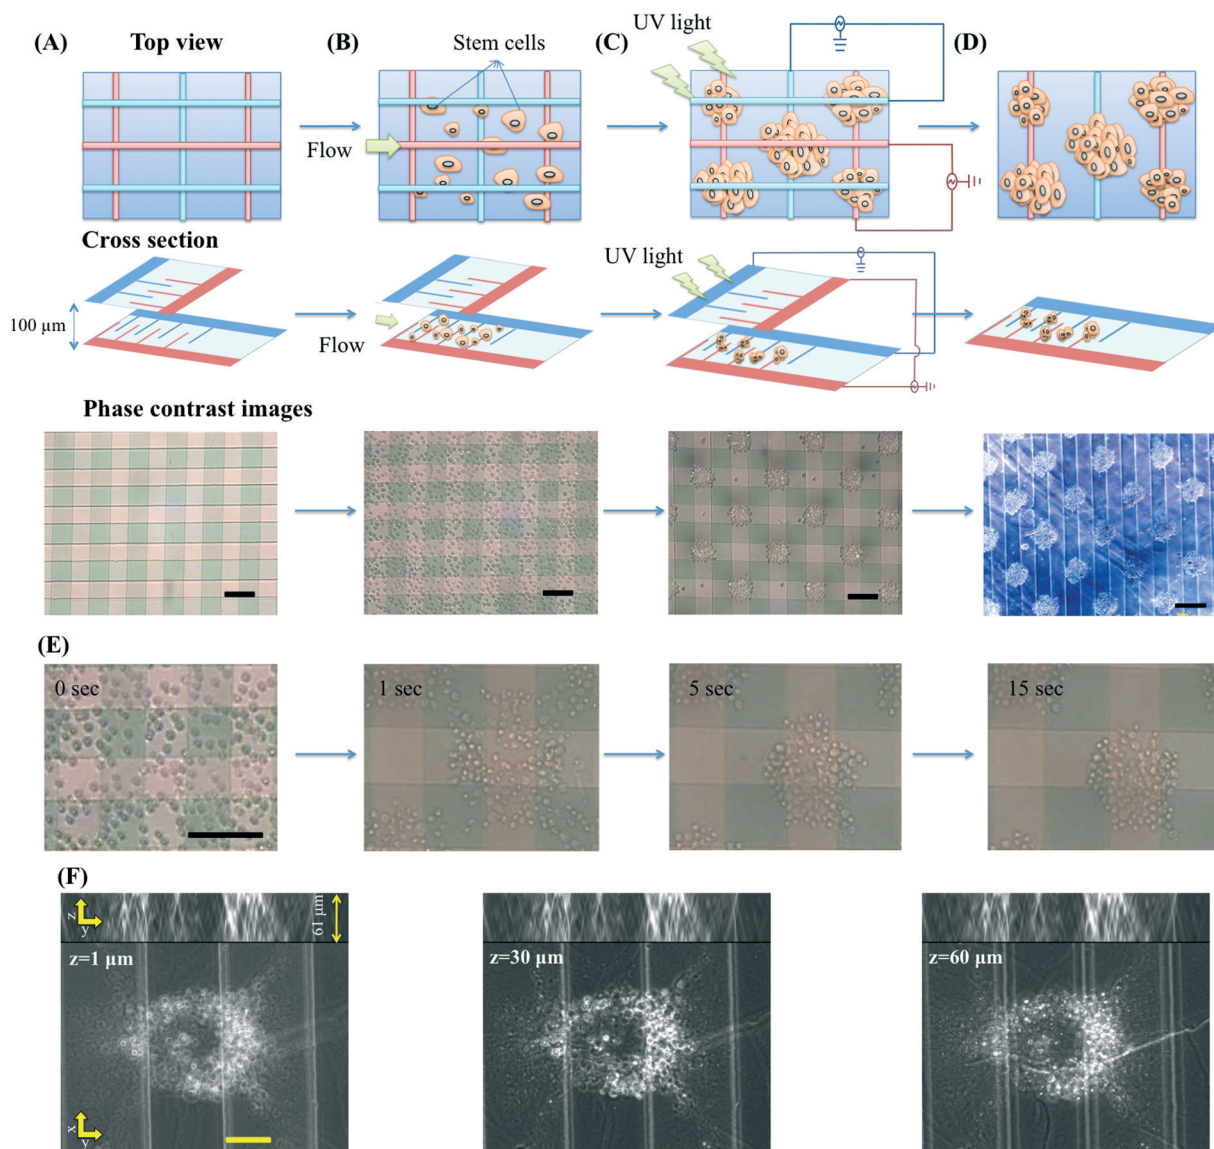 (A)
Top view
(B)
Stem cells
Flow
UV light
(C)
(D)
Cross section
100 µm
Flow
UV light
Phase contrast images
(E)
0 sec
1 sec
5 sec
15 sec
(F)
z
y
61 µm
z=1 µm
x
y
z=30 µm
z=60 µm